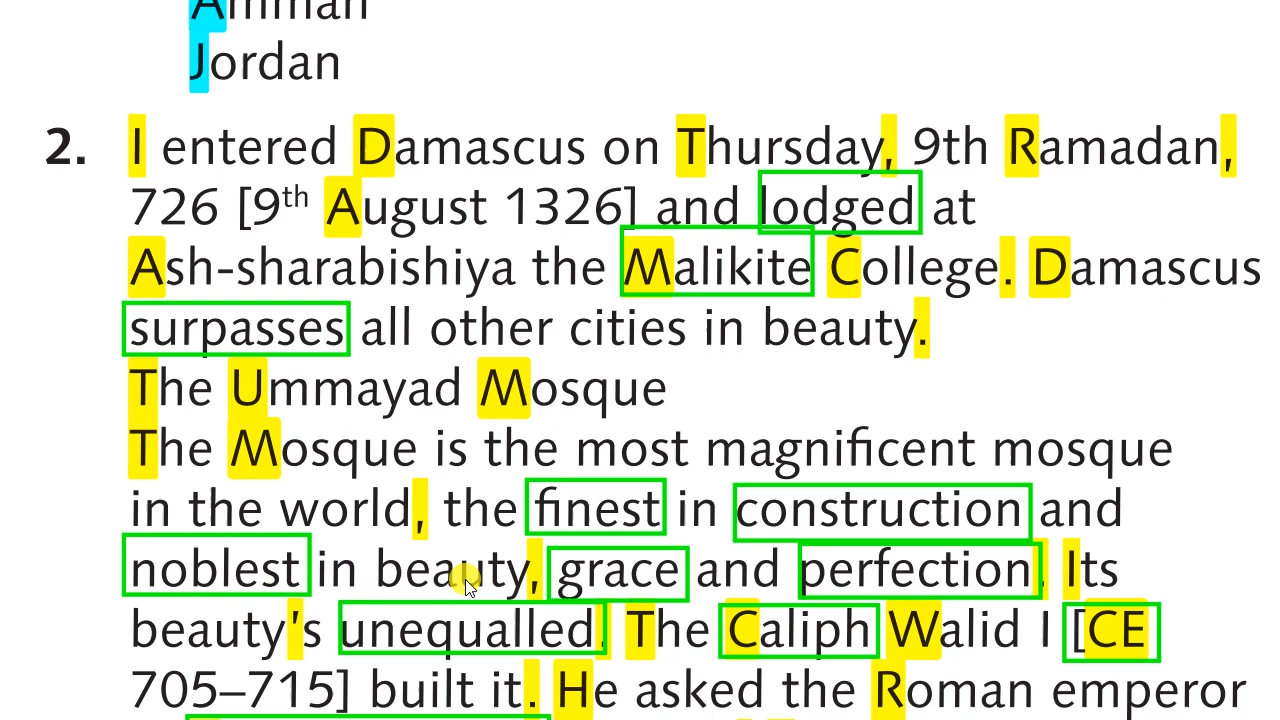 Amman
Jordan
2. I entered Damascus on Thursday, 9th Ramadan,
726 [9th August 1326] and lodged at
Ash-sharabishiya the Malikite College. Damascus
surpasses all other cities in beauty.
The Ummayad Mosque
The Mosque is the most magnificent mosque
in the world, the finest in construction and
noblest in beauty, grace and perfection. Its
beauty's unequalled. The Caliph Walid I [CE
705–715] built it. He asked the Roman emperor